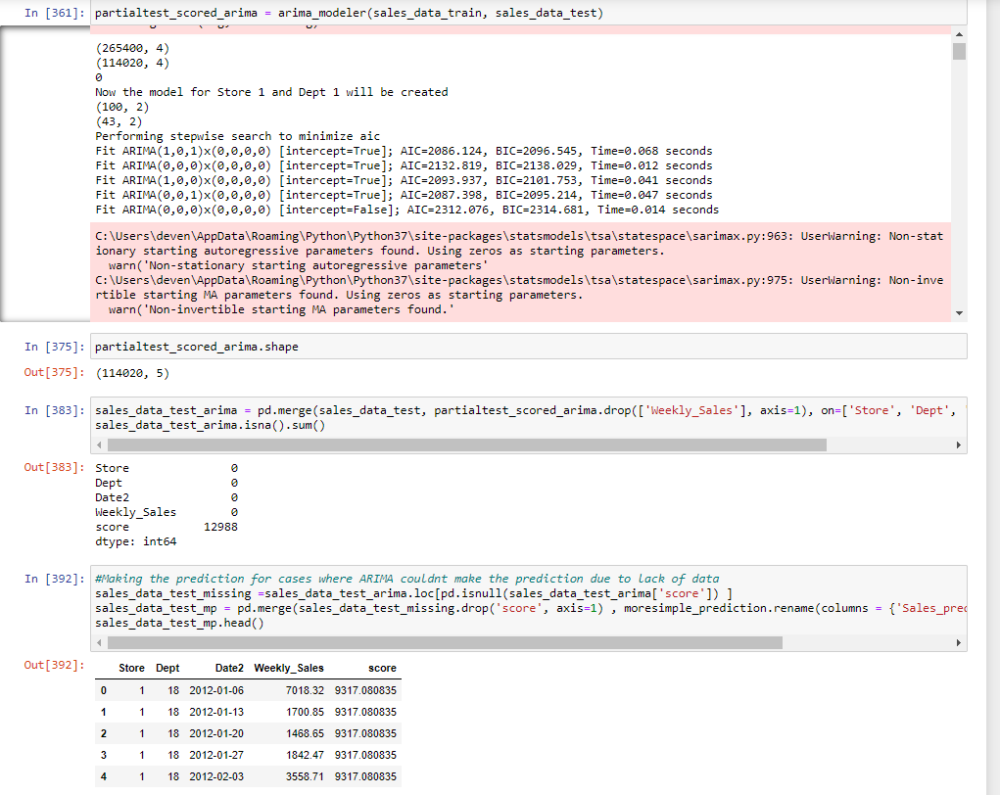 In [361]: partialtest_scored_arima = arima_modeler(sales_data_train, sales_data_test)
(265400, 4)
(114020, 4)
0
Now the model for Store 1 and Dept 1 will be created
(100, 2)
(43, 2)
Performing stepwise search to minimize aic
Fit ARIMA(1,0,1)x(0,0,0,0) [intercept=True]; AIC=2086.124, BIC=2096.545, Time=0.068 seconds
Fit ARIMA(0,0,0)x(0,0,0,0) [intercept=True]; AIC=2132.819, BIC=2138.029, Time=0.012 seconds
Fit ARIMA(1,0,0)x(0,0,0,0) [intercept=True]; AIC=2093.937, BIC=2101.753, Time=0.041 seconds
Fit ARIMA(0,0,1)x(0,0,0,0) [intercept=True]; AIC=2087.398, BIC=2095.214, Time=0.047 seconds
Fit ARIMA(0,0,0)x(0,0,0,0) [intercept=False]; AIC=2312.076, BIC=2314.681, Time=0.014 seconds
C:\Users\deven\AppData\Roaming\Python\Python37\site-packages\statsmodels\tsa\statespace\sarimax.py:963: UserWarning: Non-stat
ionary starting autoregressive parameters found. Using zeros as starting parameters.
warn('Non-stationary starting autoregressive parameters'
C:\Users\deven\AppData\Roaming\Python\Python37\site-packages\statsmodels\tsa\statespace\sarimax.py:975: UserWarning: Non-inve
rtible starting MA parameters found. Using zeros as starting parameters.
warn('Non-invertible starting MA parameters found.'
In [375]: partialtest_scored_arima.shape
Out[375]: (114020, 5)
In [383]: sales_data_test_arima = pd.merge(sales_data_test, partialtest_scored_arima.drop(['Weekly_Sales'], axis=1), on=['Store', 'Dept',
sales_data_test_arima.isna().sum()
Out[383]: Store 0
Dept 0
Date2 0
Weekly_Sales 0
score 12988
dtype: int64
In [392]: #Making the prediction for cases where ARIMA couldnt make the prediction due to lack of data
sales_data_test_missing =sales_data_test_arima.loc[pd.isnull(sales_data_test_arima['score']) ]
sales_data_test_mp = pd.merge(sales_data_test_missing.drop('score', axis=1) , moresimple_prediction.rename(columns = {'Sales_pred
sales_data_test_mp.head()
Out[392]: Store Dept Date2 Weekly_Sales score
0 1 18 2012-01-06 7018.32 9317.080835
1 1 18 2012-01-13 1700.85 9317.080835
2 1 18 2012-01-20 1468.65 9317.080835
3 1 18 2012-01-27 1842.47 9317.080835
4 1 18 2012-02-03 3558.71 9317.080835